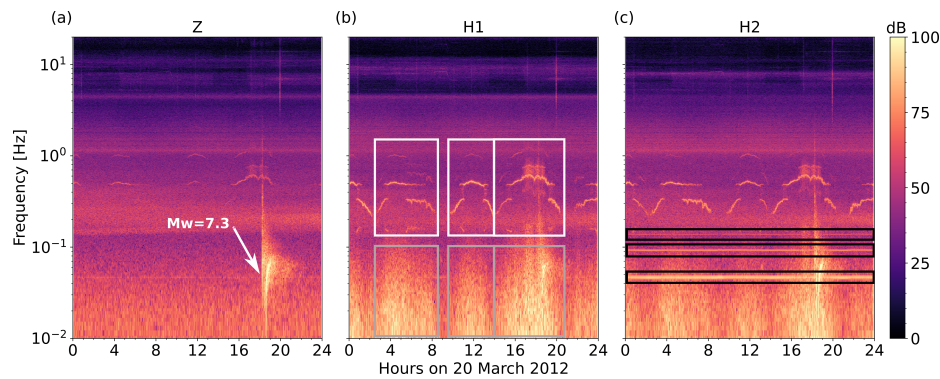 (a) Z (b) H1 (c) H2 dB
10¹
10⁰
10⁻¹
10⁻²
Frequency [Hz]
Mw=7.3
100
75
50
25
0
0 4 8 12 16 20 24 0 4 8 12 16 20 24 0 4 8 12 16 20 24
Hours on 20 March 2012